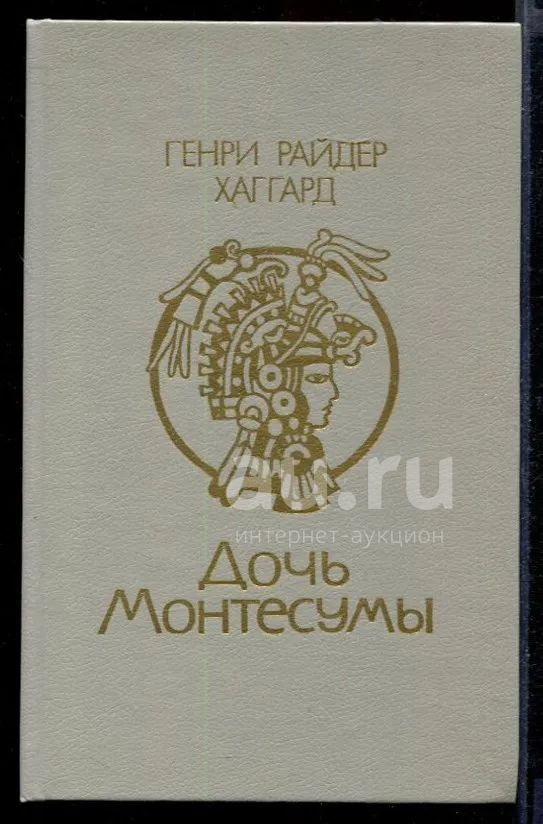 ГЕНРИ РАЙДЕР
ХАГГАРД
au.ru
интернет-аукцион
Дочь
Монтесумы